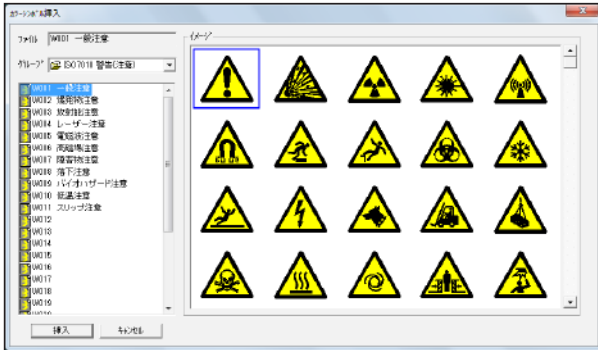 カラーシンボル挿入
ファイル W001 一般注意
グループ ISO7010 警告(注意)
イメージ
W001 一般注意
W002 爆発物注意
W003 放射能注意
W004 レーザー注意
W005 電磁波注意
W006 高磁場注意
W007 障害物注意
W008 落下注意
W009 バイオハザード注意
W010 低温注意
W011 スリップ注意
W012
W013
W014
W015
W016
W017
W018
W019
挿入
キャンセル